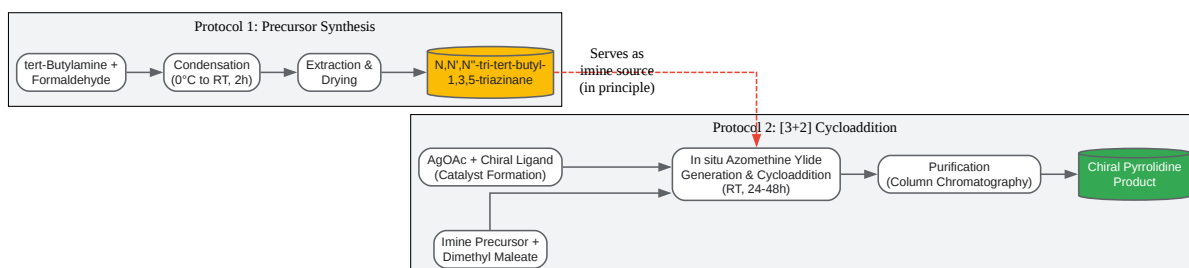 Protocol 1: Precursor Synthesis
tert-Butylamine +
Formaldehyde
Condensation
(0°C to RT, 2h)
Extraction &
Drying
N,N',N''-tri-tert-butyl-
1,3,5-triazinane
Serves as
imine source
(in principle)
Protocol 2: [3+2] Cycloaddition
AgOAc + Chiral Ligand
(Catalyst Formation)
In situ Azomethine Ylide
Generation & Cycloaddition
(RT, 24-48h)
Purification
(Column Chromatography)
Chiral Pyrrolidine
Product
Imine Precursor +
Dimethyl Maleate